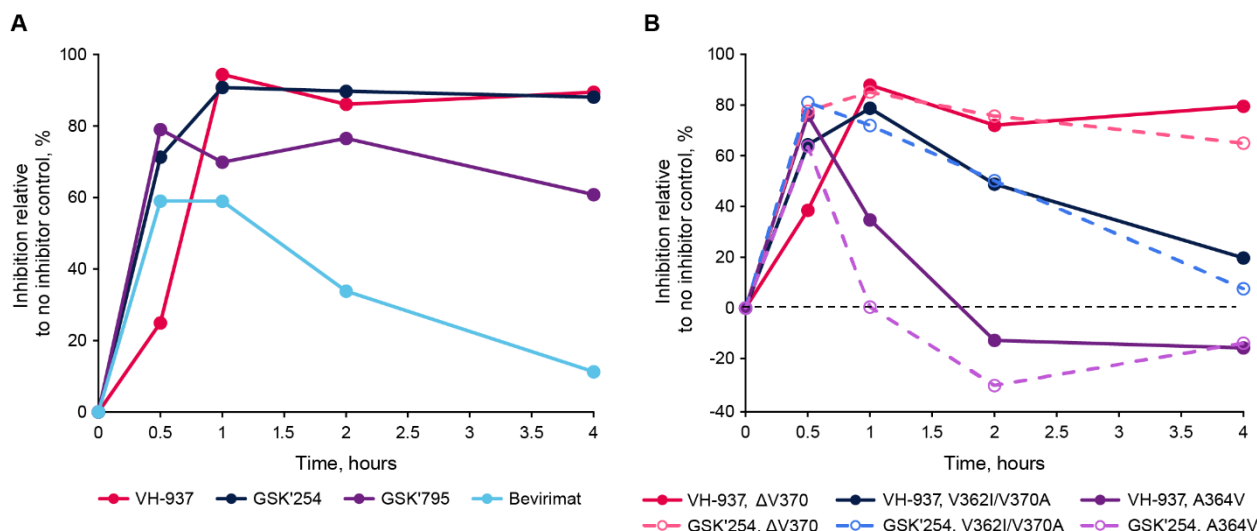 A
Inhibition relative
to no inhibitor control, %
100
80
60
40
20
0
0 0.5 1 1.5 2 2.5 3 3.5 4
Time, hours
VH-937 GSK'254 GSK'795 Bevirimat
B
Inhibition relative
to no inhibitor control, %
100
80
60
40
20
0
-20
-40
0 0.5 1 1.5 2 2.5 3 3.5 4
Time, hours
VH-937, ΔV370 VH-937, V362I/V370A VH-937, A364V
GSK'254, ΔV370 GSK'254, V362I/V370A GSK'254, A364V